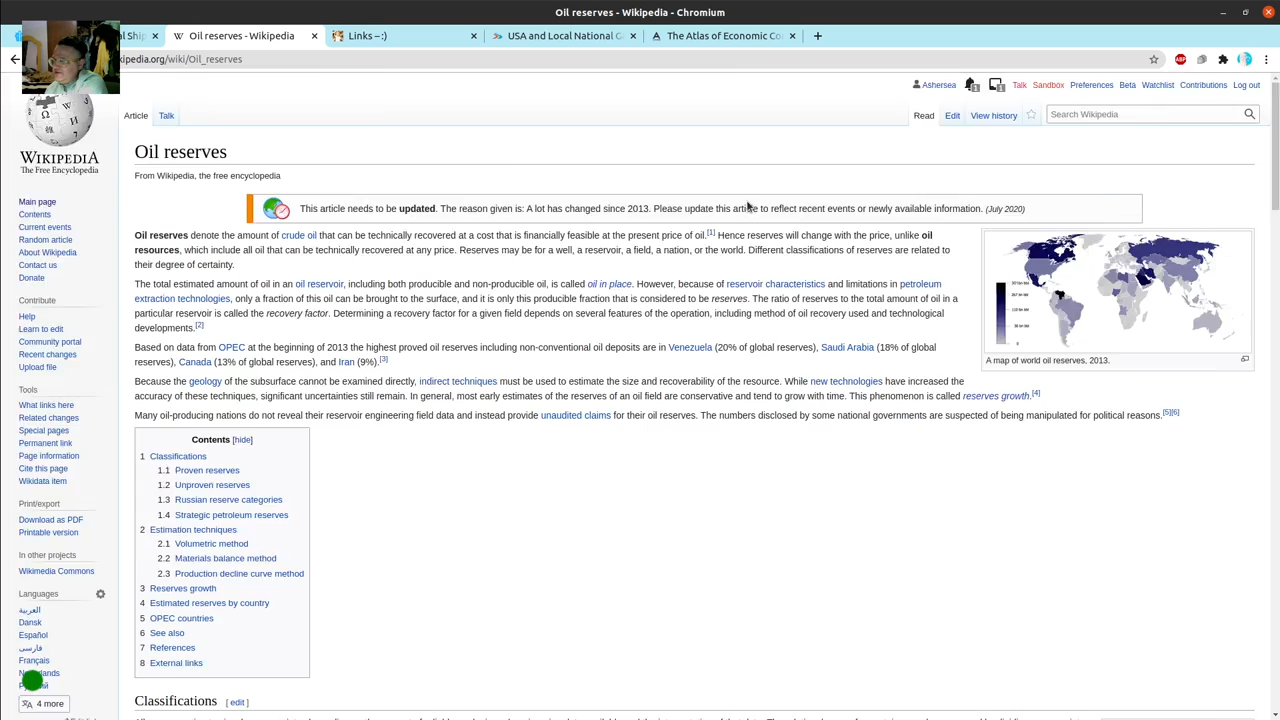 Oil reserves - Wikipedia - Chromium
al Ship
Oil reserves - Wikipedia
Links – :)
USA and Local National G
The Atlas of Economic Co
kipedia.org/wiki/Oil_reserves
ABP
Ashersea
1
1
Talk
Sandbox
Preferences
Beta
Watchlist
Contributions
Log out
Article
Talk
Read
Edit
View history
Search Wikipedia
WIKIPEDIA
The Free Encyclopedia
Main page
Contents
Current events
Random article
About Wikipedia
Contact us
Donate
Contribute
Help
Learn to edit
Community portal
Recent changes
Upload file
Tools
What links here
Related changes
Special pages
Permanent link
Page information
Cite this page
Wikidata item
Print/export
Download as PDF
Printable version
In other projects
Wikimedia Commons
Languages
العربية
Dansk
Español
فارسی
Français
4 more
Oil reserves
From Wikipedia, the free encyclopedia
This article needs to be updated. The reason given is: A lot has changed since 2013. Please update this article to reflect recent events or newly available information. (July 2020)
Oil reserves denote the amount of crude oil that can be technically recovered at a cost that is financially feasible at the present price of oil.[1] Hence reserves will change with the price, unlike oil
resources, which include all oil that can be technically recovered at any price. Reserves may be for a well, a reservoir, a field, a nation, or the world. Different classifications of reserves are related to
their degree of certainty.
The total estimated amount of oil in an oil reservoir, including both producible and non-producible oil, is called oil in place. However, because of reservoir characteristics and limitations in petroleum
extraction technologies, only a fraction of this oil can be brought to the surface, and it is only this producible fraction that is considered to be reserves. The ratio of reserves to the total amount of oil in a
particular reservoir is called the recovery factor. Determining a recovery factor for a given field depends on several features of the operation, including method of oil recovery used and technological
developments.[2]
Based on data from OPEC at the beginning of 2013 the highest proved oil reserves including non-conventional oil deposits are in Venezuela (20% of global reserves), Saudi Arabia (18% of global
reserves), Canada (13% of global reserves), and Iran (9%).[3]
Because the geology of the subsurface cannot be examined directly, indirect techniques must be used to estimate the size and recoverability of the resource. While new technologies have increased the
accuracy of these techniques, significant uncertainties still remain. In general, most early estimates of the reserves of an oil field are conservative and tend to grow with time. This phenomenon is called reserves growth.[4]
Many oil-producing nations do not reveal their reservoir engineering field data and instead provide unaudited claims for their oil reserves. The numbers disclosed by some national governments are suspected of being manipulated for political reasons.[5][6]
A map of world oil reserves, 2013.
Contents [hide]
1 Classifications
1.1 Proven reserves
1.2 Unproven reserves
1.3 Russian reserve categories
1.4 Strategic petroleum reserves
2 Estimation techniques
2.1 Volumetric method
2.2 Materials balance method
2.3 Production decline curve method
3 Reserves growth
4 Estimated reserves by country
5 OPEC countries
6 See also
7 References
8 External links
Classifications [ edit ]